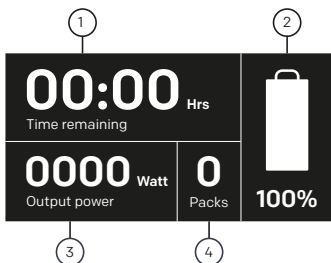 1
2
00:00 Hrs
Time remaining
0000 Watt
Output power
0
Packs
100%
3
4